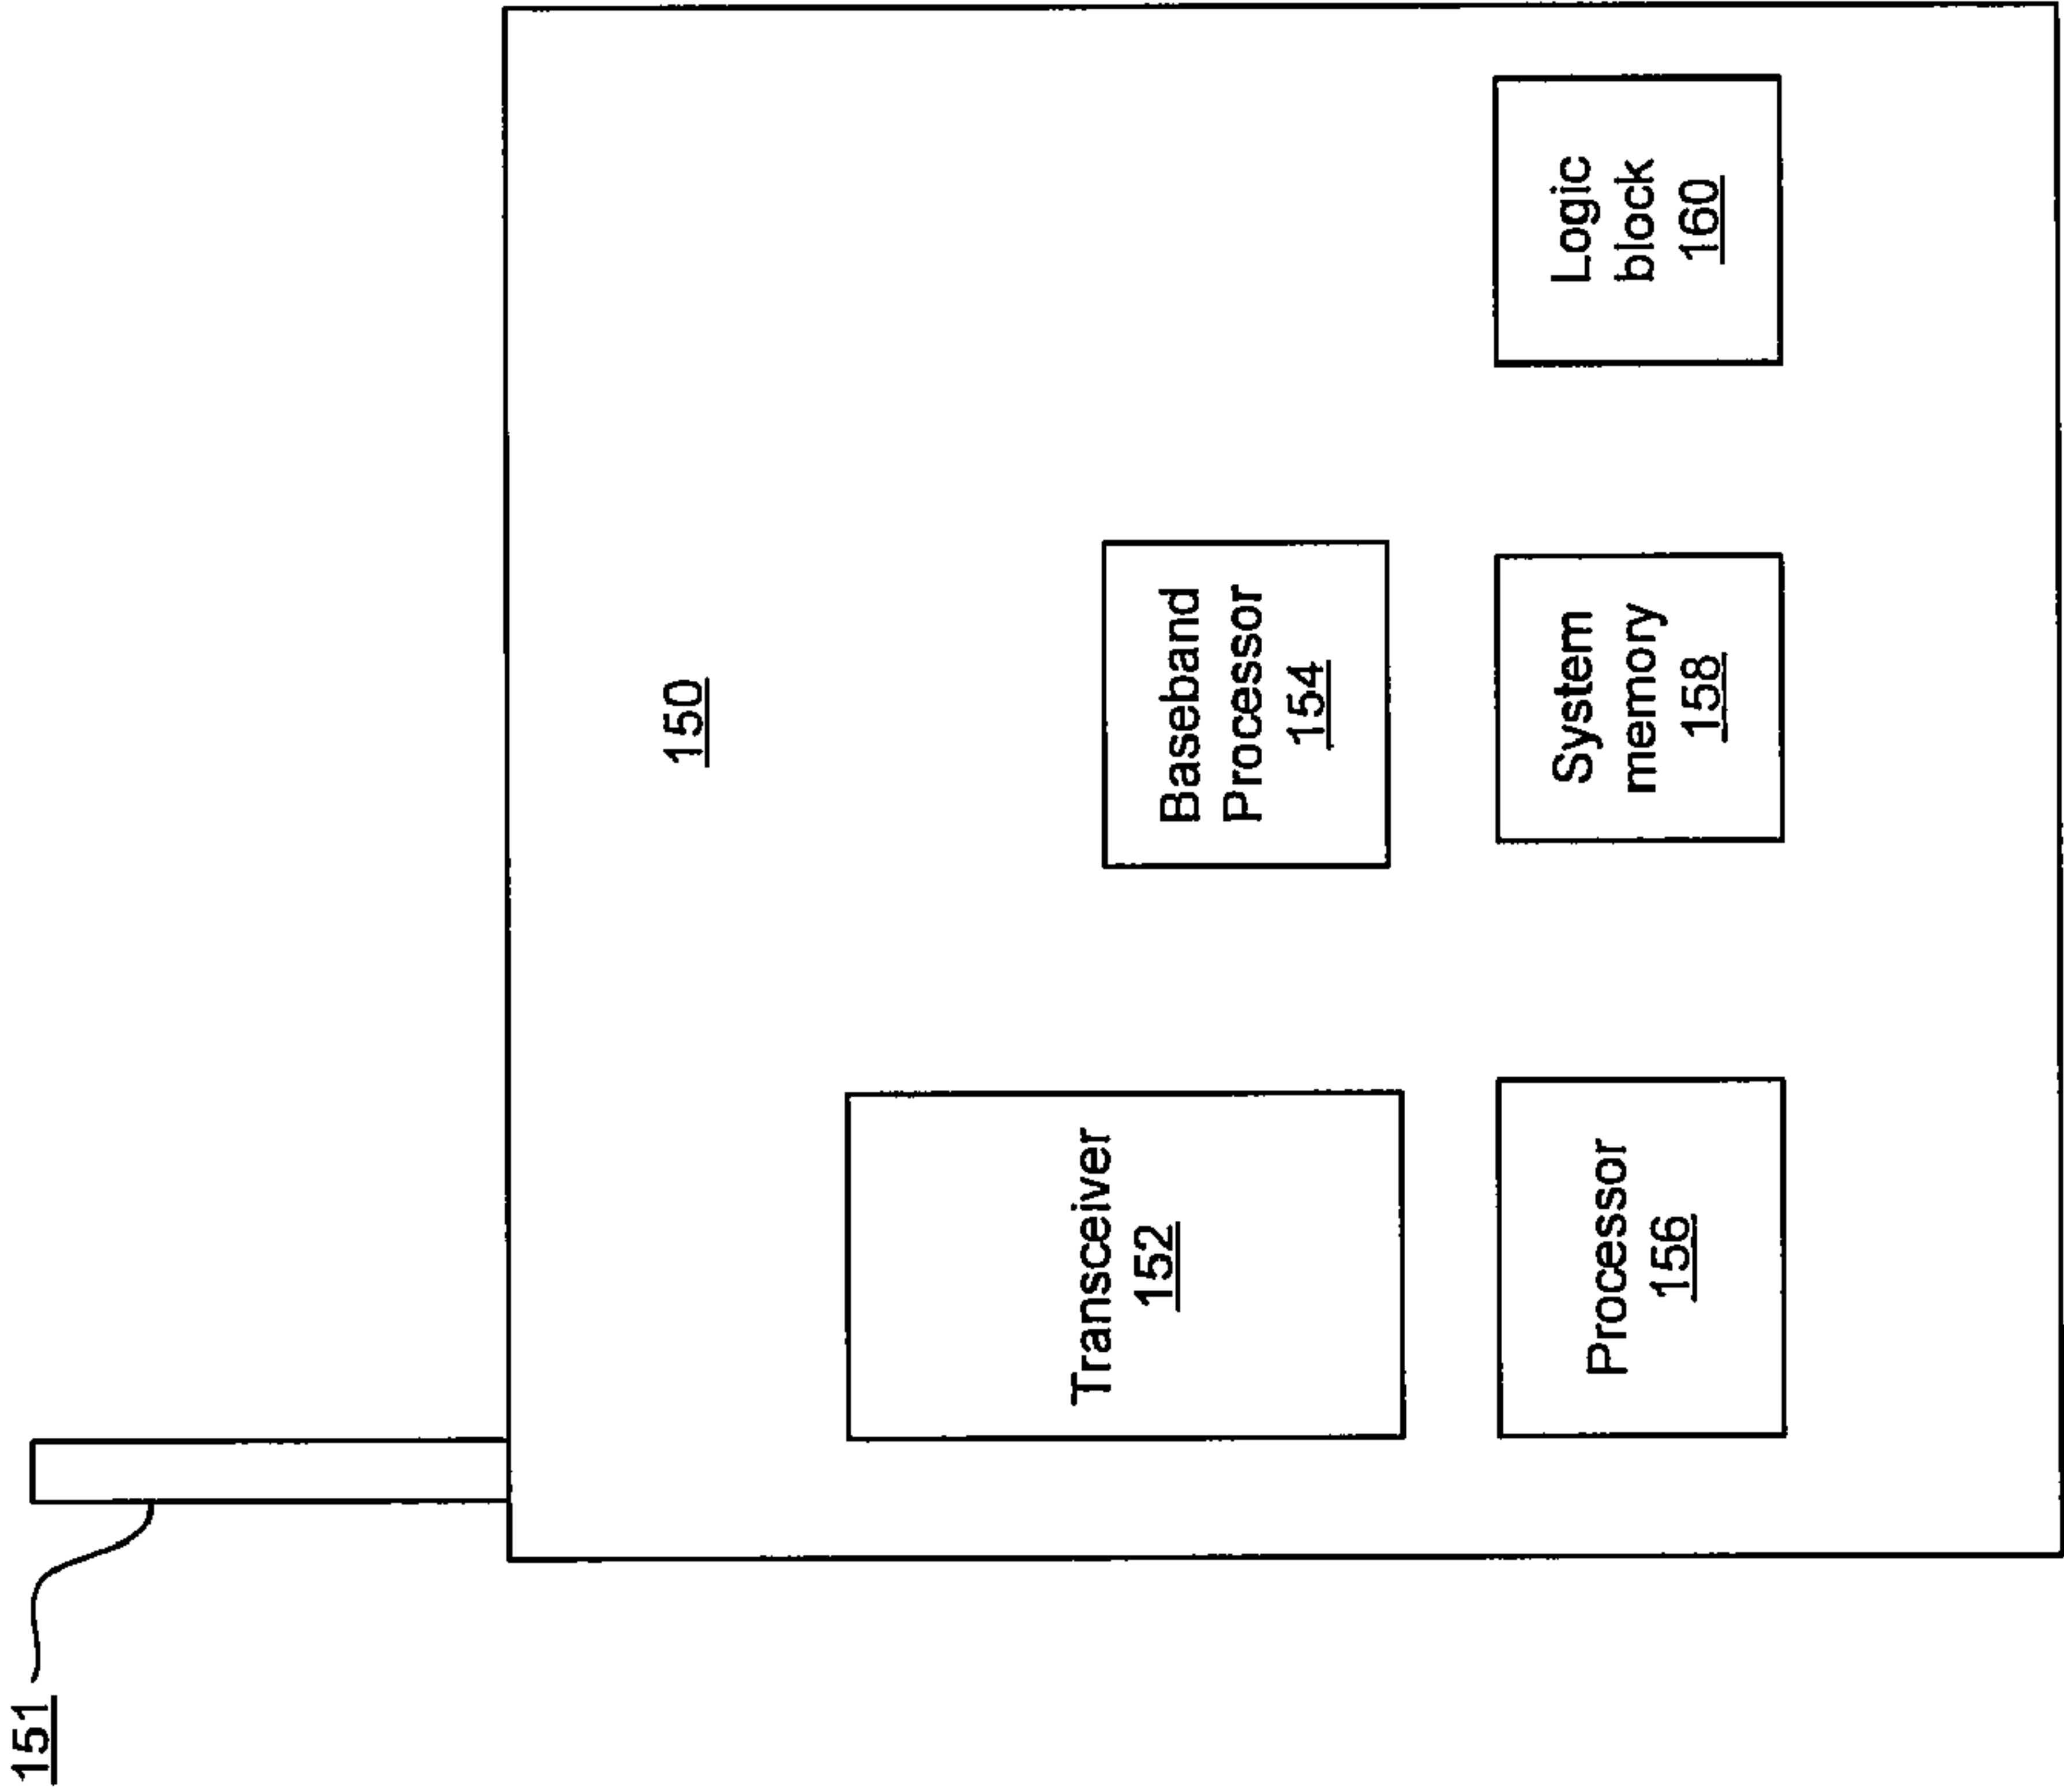 151
150
Transceiver
152
Baseband
Processor
154
Processor
156
System
memory
158
Logic
block
160